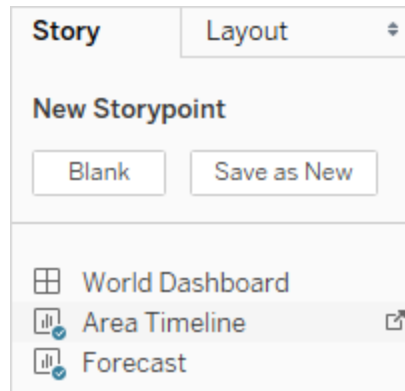 Story Layout
New Storypoint
Blank Save as New
World Dashboard
Area Timeline
Forecast